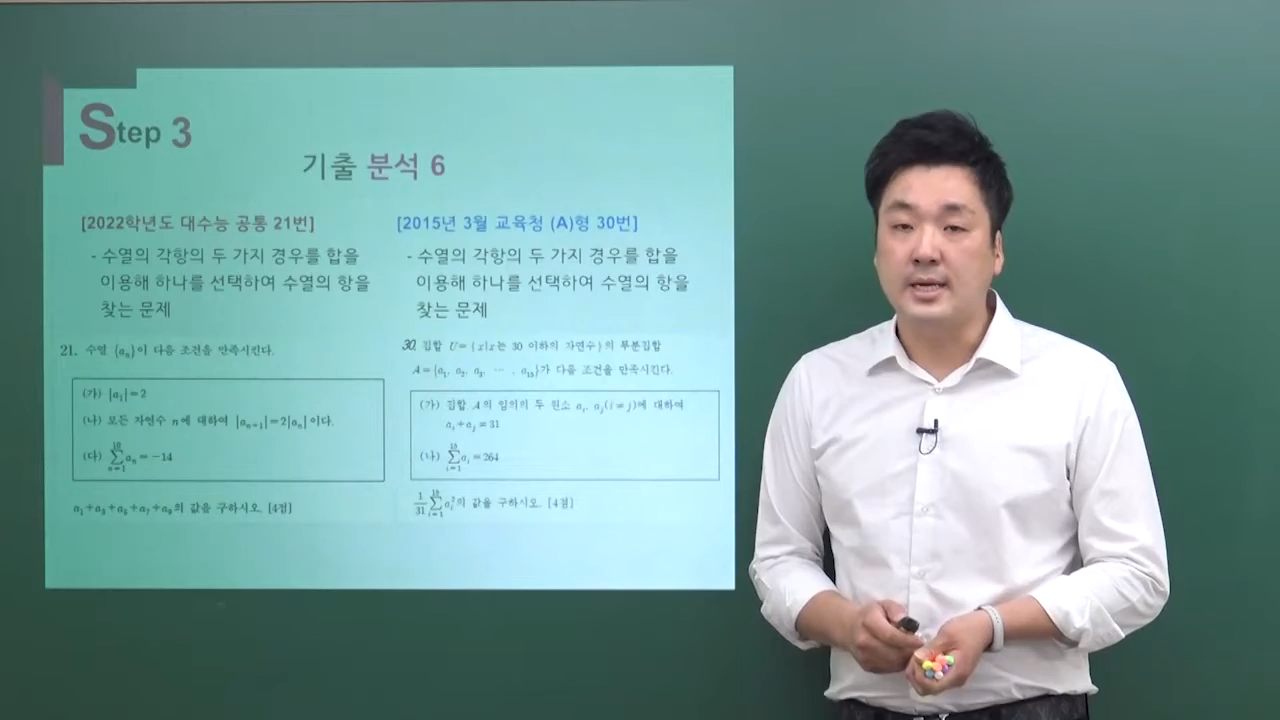 Step 3
기출 분석 6
[2022학년도 대수능 공통 21번]
- 수열의 각항의 두 가지 경우를 합을
이용해 하나를 선택하여 수열의 항을
찾는 문제
21. 수열 {aₙ}이 다음 조건을 만족시킨다.
(가) |a₁|=2
(나) 모든 자연수 n에 대하여 |aₙ₊₁|=2|aₙ|이다.
(다) ∑ₙ₌₁¹⁰ aₙ=-14
a₁+a₃+a₅+a₇+a₉의 값을 구하시오. [4점]
[2015년 3월 교육청 (A)형 30번]
- 수열의 각항의 두 가지 경우를 합을
이용해 하나를 선택하여 수열의 항을
찾는 문제
30. 집합 U={x|x는 30 이하의 자연수}의 부분집합
A={a₁, a₂, a₃, ⋯, a₁₅}가 다음 조건을 만족시킨다.
(가) 집합 A의 임의의 두 원소 aᵢ, aⱼ(i≠j)에 대하여
aᵢ+aⱼ≠31
(나) ∑ᵢ₌₁¹⁵ aᵢ=264
1/31 ∑ᵢ₌₁¹⁵ aᵢ²의 값을 구하시오. [4점]